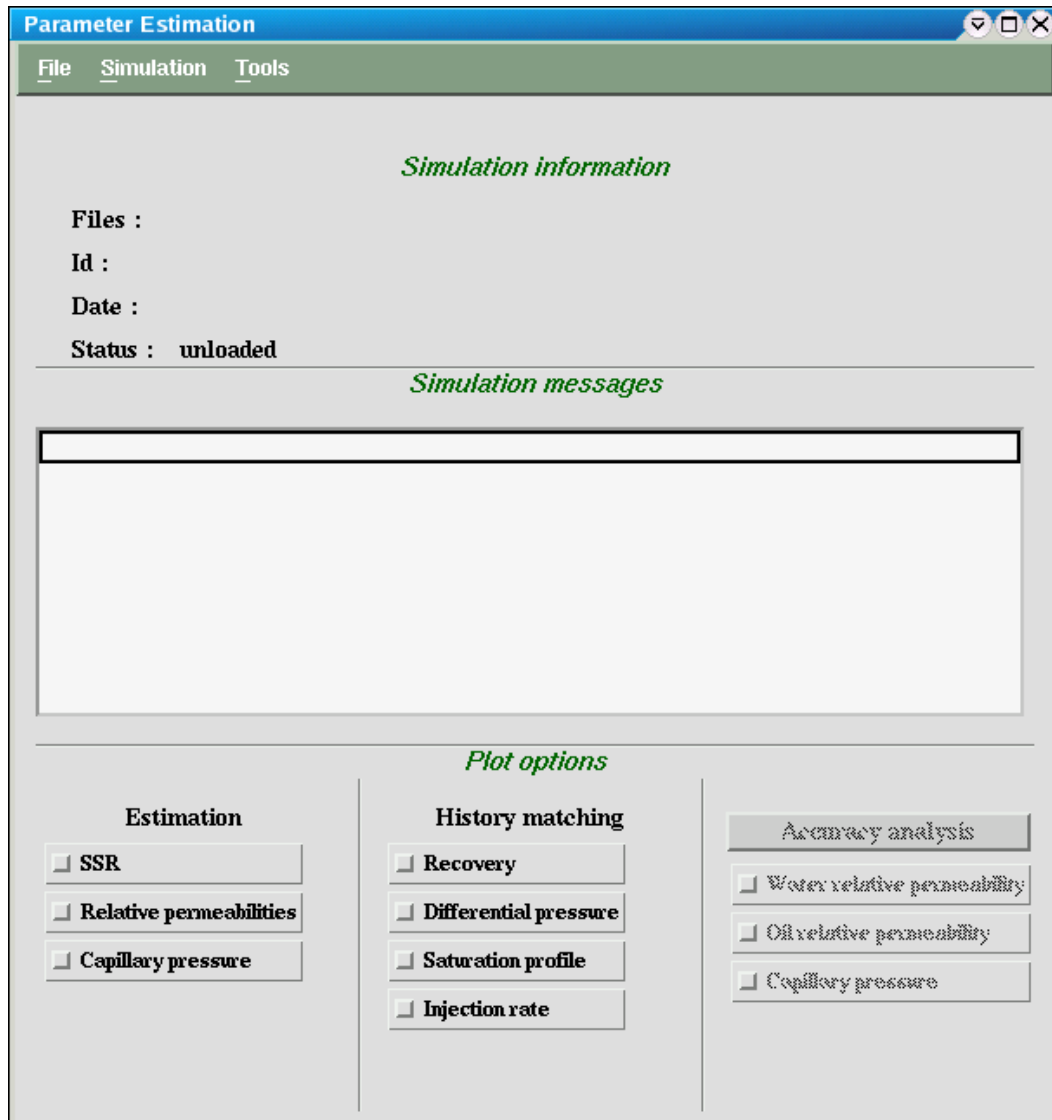 Parameter Estimation
File Simulation Tools
Simulation information
Files :
Id :
Date :
Status : unloaded
Simulation messages
Plot options
Estimation
SSR
Relative permeabilities
Capillary pressure
History matching
Recovery
Differential pressure
Saturation profile
Injection rate
Accuracy analysis
Water relative permeability
Oil relative permeability
Capillary pressure